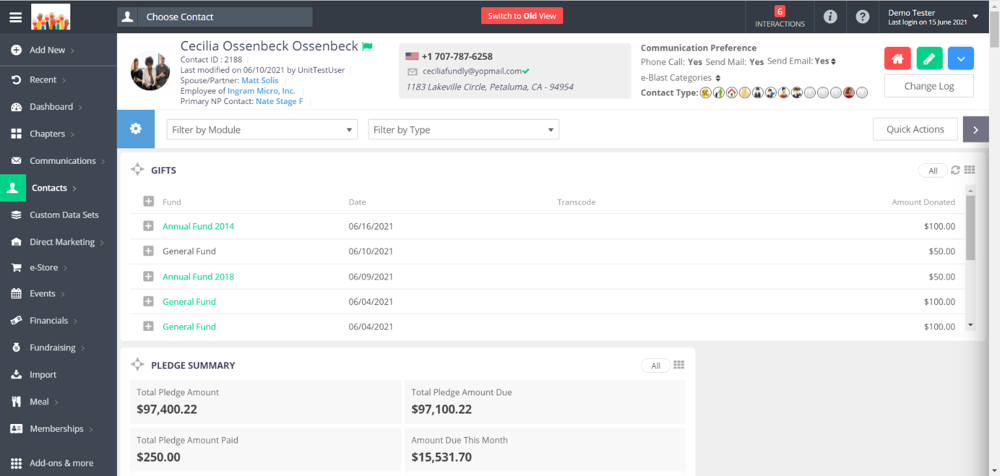 Choose Contact
Switch to Old View
6
INTERACTIONS
Demo Tester
Last login on 15 June 2021
Add New
Recent
Dashboard
Chapters
Communications
Contacts
Custom Data Sets
Direct Marketing
e-Store
Events
Financials
Fundraising
Import
Meal
Memberships
Add-ons & more
Cecilia Ossenbeck Ossenbeck
Contact ID : 2188
Last modified on 06/10/2021 by UnitTestUser
Spouse/Partner: Matt Solis
Employee of Ingram Micro, Inc.
Primary NP Contact: Nate Stage F
+1 707-787-6258
ceciliafundly@yopmail.com
1183 Lakeville Circle, Petaluma, CA - 94954
Communication Preference
Phone Call: Yes Send Mail: Yes Send Email: Yes
e-Blast Categories
Contact Type:
Change Log
Filter by Module
Filter by Type
Quick Actions
GIFTS
All
Fund Date Transcode Amount Donated
Annual Fund 2014 06/16/2021 $100.00
General Fund 06/10/2021 $50.00
Annual Fund 2018 06/09/2021 $50.00
General Fund 06/04/2021 $100.00
General Fund 06/04/2021 $100.00
PLEDGE SUMMARY
All
Total Pledge Amount
$97,400.22
Total Pledge Amount Due
$97,100.22
Total Pledge Amount Paid
$250.00
Amount Due This Month
$15,531.70